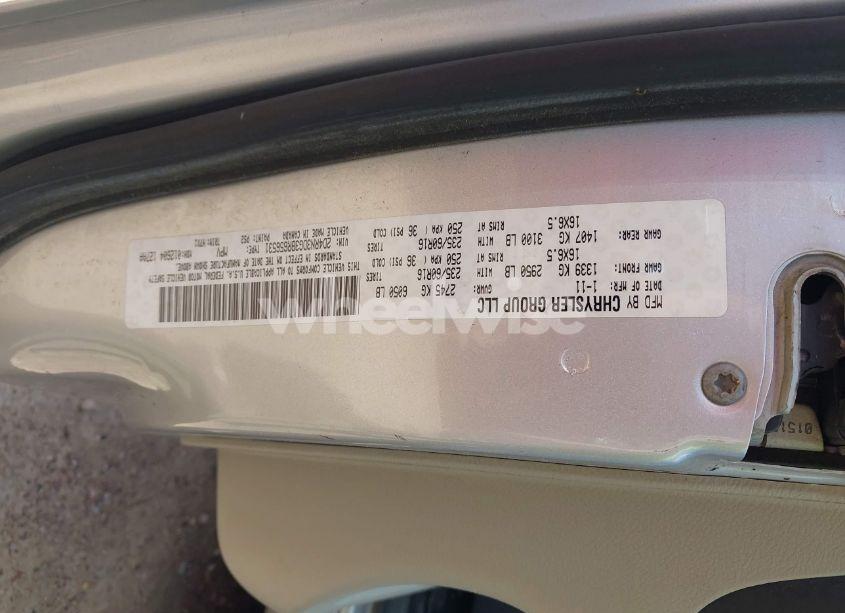 MFD BY CHRYSLER GROUP LLC
DATE OF MFR: 1-11 GVWR: 2745 KG 6050 LB
GAWR FRONT: 1339 KG 2950 LB WITH 235/60R16 TIRES
16X6.5 RIMS AT 250 KPA ( 36 PSI) COLD
GAWR REAR: 1407 KG 3100 LB WITH 235/60R16 TIRES
16X6.5 RIMS AT 250 KPA ( 36 PSI) COLD
THIS VEHICLE CONFORMS TO ALL APPLICABLE U.S.A. FEDERAL MOTOR VEHICLE SAFETY
STANDARDS IN EFFECT ON THE DATE OF MANUFACTURE SHOWN ABOVE.
VIN: TYPE: MPV MDH:
VEHICLE MADE IN CANADA PAINT: PS2 TRIM:
wheelwise